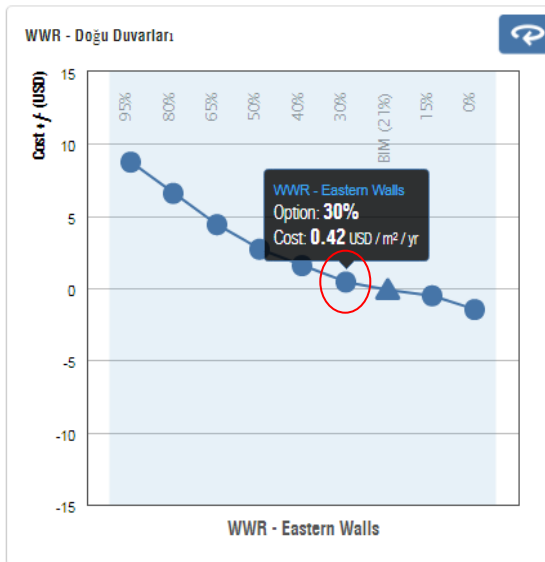 WWR - Doğu Duvarları
Cost +/- (USD)
15
10
5
0
-5
-10
-15
95%
80%
65%
50%
40%
30%
BIM (21%)
15%
0%
WWR - Eastern Walls
Option: 30%
Cost: 0.42 USD / m² / yr
WWR - Eastern Walls